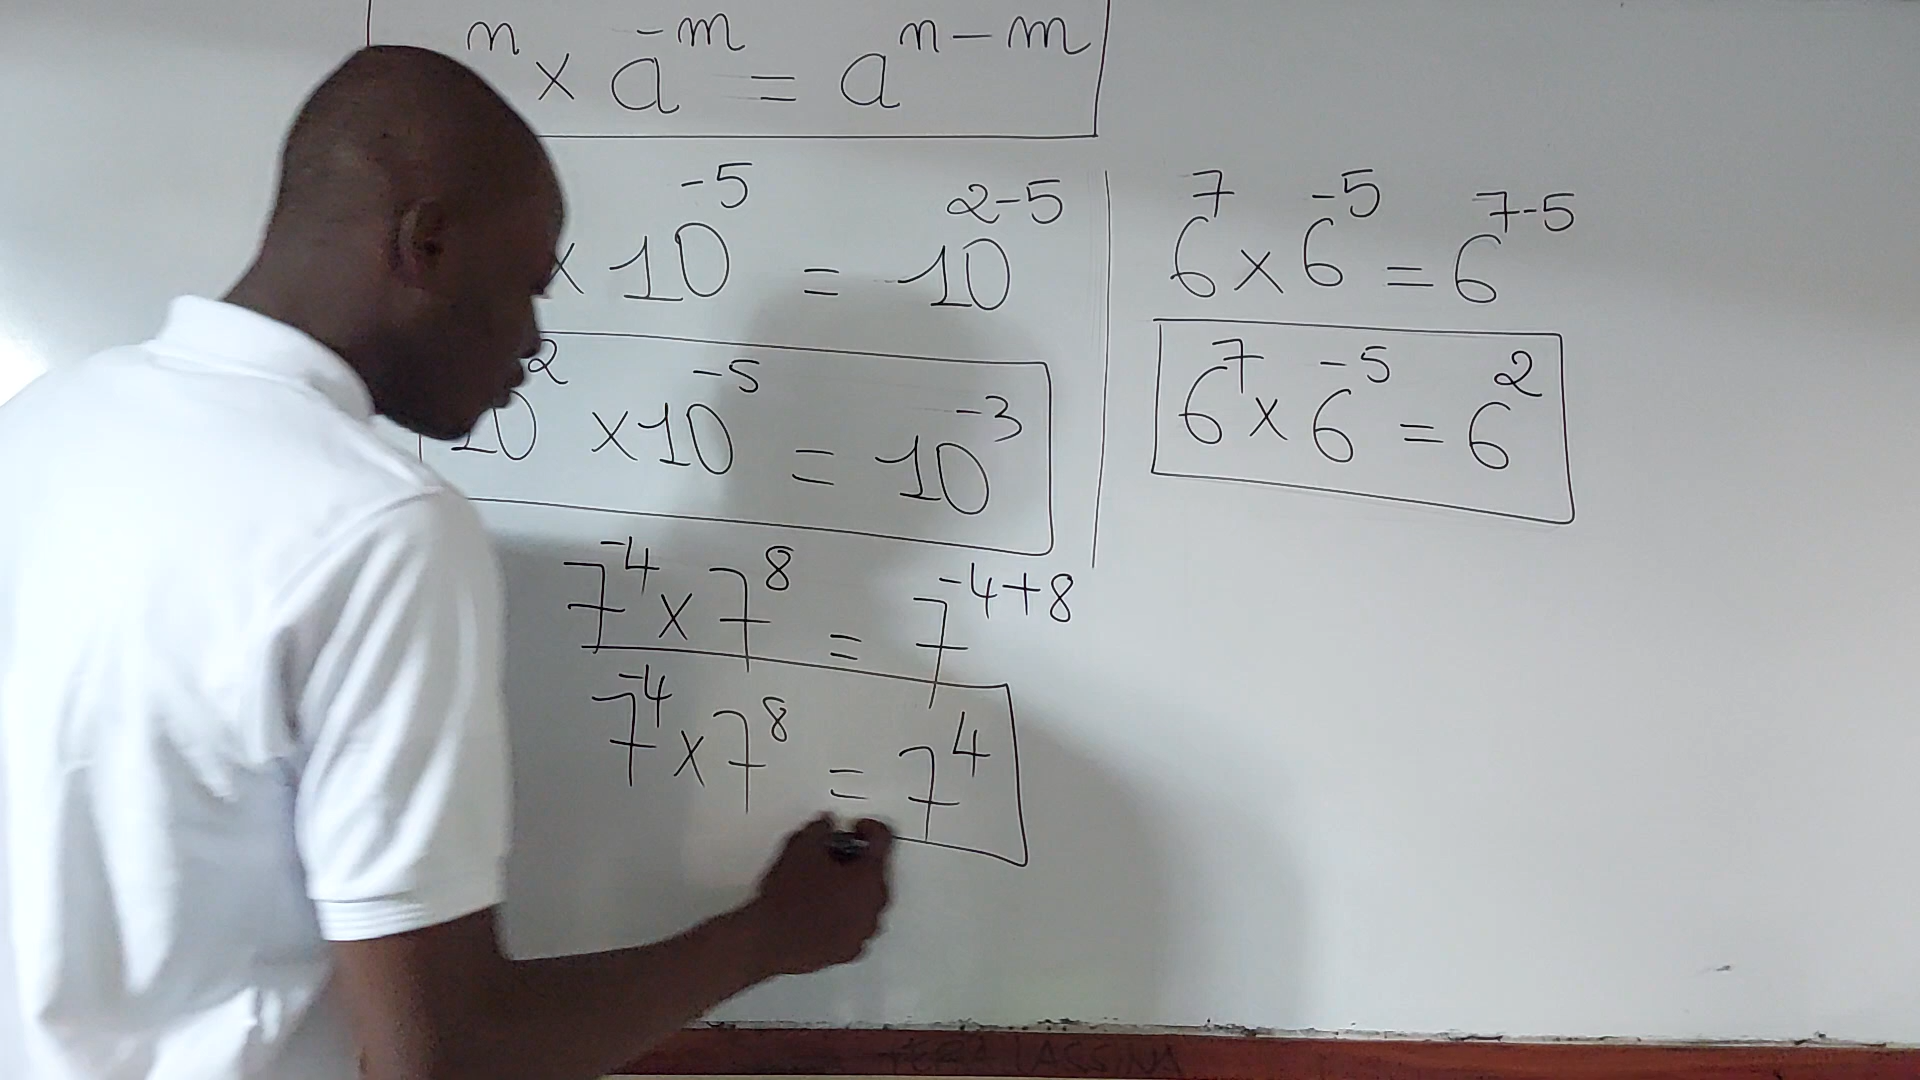 ⁿ × a⁻ᵐ = aⁿ⁻ᵐ
× 10⁻⁵ = 10²⁻⁵
10² × 10⁻⁵ = 10⁻³
7⁻⁴ × 7⁸ = 7⁻⁴⁺⁸
7⁻⁴ × 7⁸ = 7⁴
6⁷ × 6⁻⁵ = 6⁷⁻⁵
6⁷ × 6⁻⁵ = 6²
LASSINA